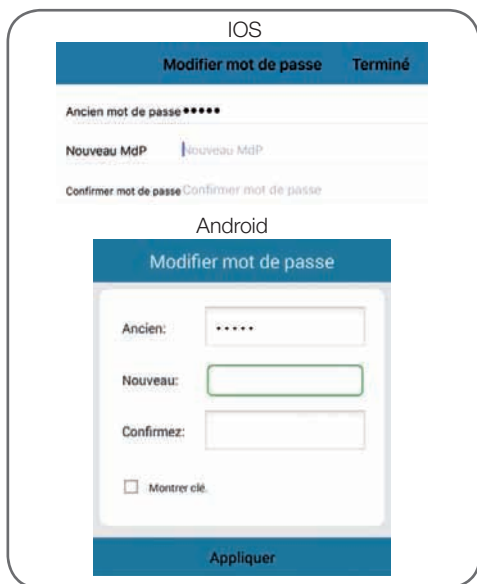 IOS
Modifier mot de passe Terminé
Ancien mot de passe •••••
Nouveau MdP Nouveau MdP
Confirmer mot de passe Confirmer mot de passe
Android
Modifier mot de passe
Ancien: •••••
Nouveau:
Confirmez:
Montrer clé.
Appliquer